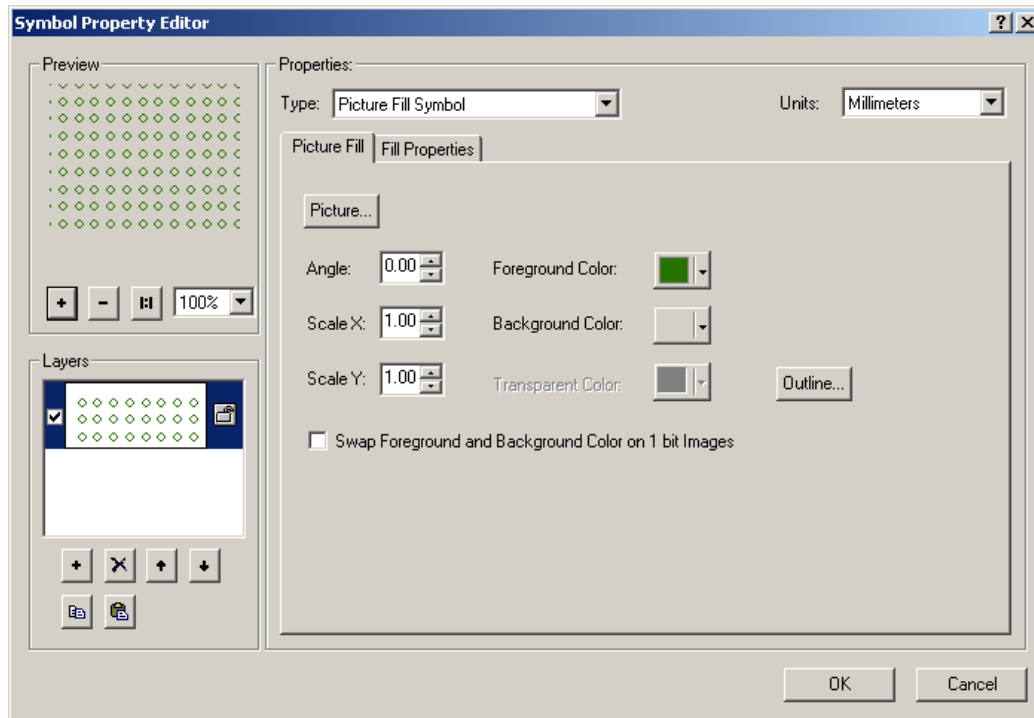 Symbol Property Editor
Preview
100%
Layers
Properties:
Type: Picture Fill Symbol Units: Millimeters
Picture Fill Fill Properties
Picture...
Angle: 0.00 Foreground Color:
Scale X: 1.00 Background Color:
Scale Y: 1.00 Transparent Color: Outline...
Swap Foreground and Background Color on 1 bit Images
OK Cancel